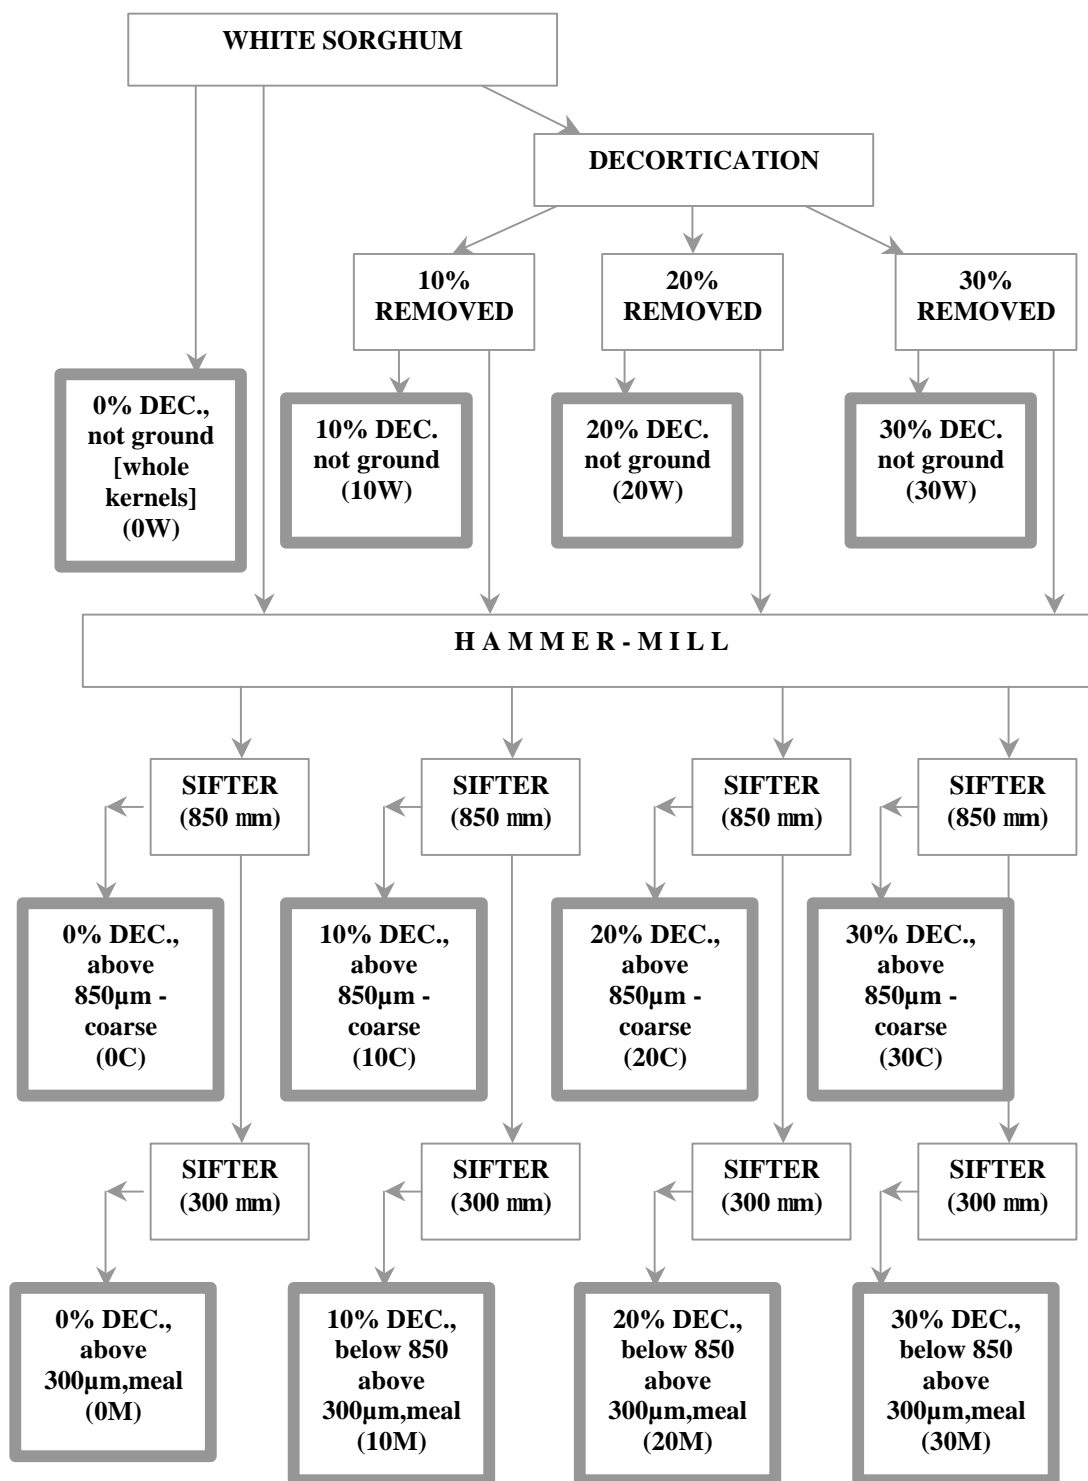 WHITE SORGHUM
DECORTICATION
10%
REMOVED
20%
REMOVED
30%
REMOVED
0% DEC.,
not ground
[whole
kernels]
(0W)
10% DEC.
not ground
(10W)
20% DEC.
not ground
(20W)
30% DEC.
not ground
(30W)
H A M M E R - M I L L
SIFTER
(850 mm)
SIFTER
(850 mm)
SIFTER
(850 mm)
SIFTER
(850 mm)
0% DEC.,
above
850µm -
coarse
(0C)
10% DEC.,
above
850µm -
coarse
(10C)
20% DEC.,
above
850µm -
coarse
(20C)
30% DEC.,
above
850µm -
coarse
(30C)
SIFTER
(300 mm)
SIFTER
(300 mm)
SIFTER
(300 mm)
SIFTER
(300 mm)
0% DEC.,
above
300µm,meal
(0M)
10% DEC.,
below 850
above
300µm,meal
(10M)
20% DEC.,
below 850
above
300µm,meal
(20M)
30% DEC.,
below 850
above
300µm,meal
(30M)